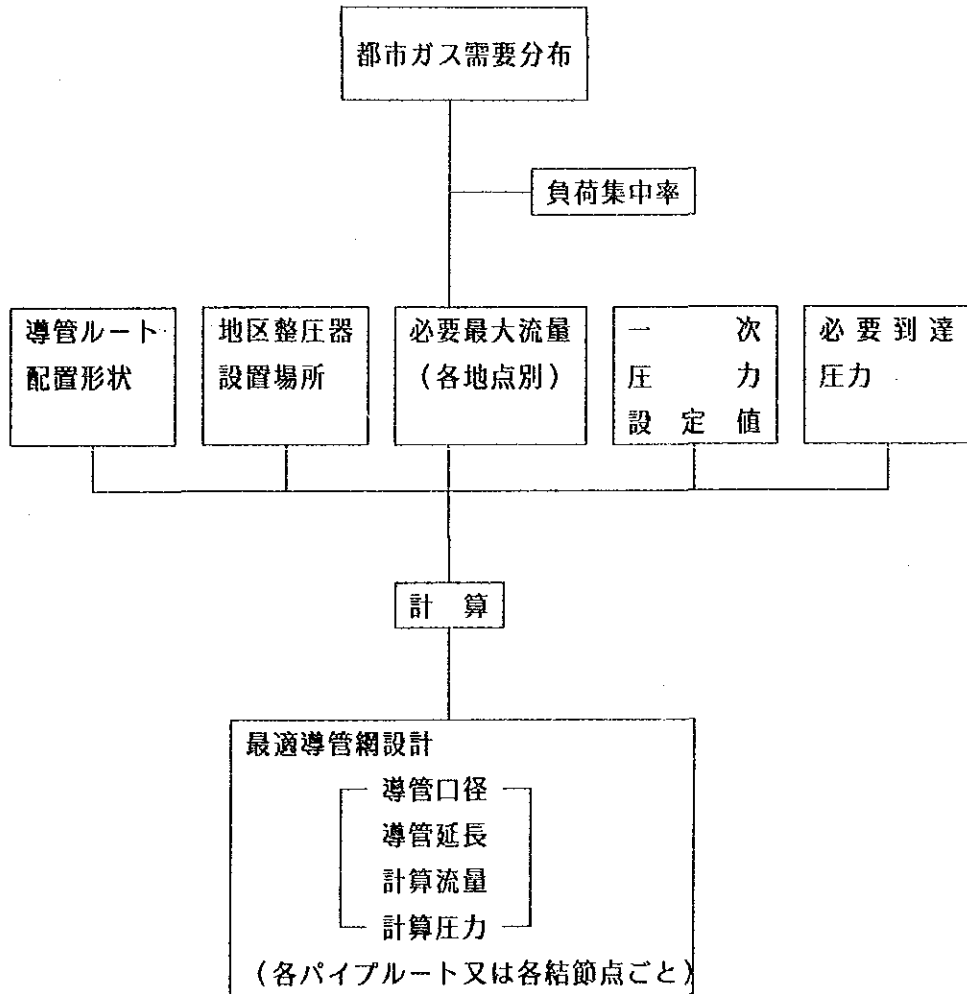 都市ガス需要分布
負荷集中率
導管ルート
配置形状
地区整圧器
設置場所
必要最大流量
(各地点別)
一次
圧力
設定値
必要到達
圧力
計算
最適導管網設計
導管口径
導管延長
計算流量
計算圧力
(各パイプルート又は各結節点ごと)